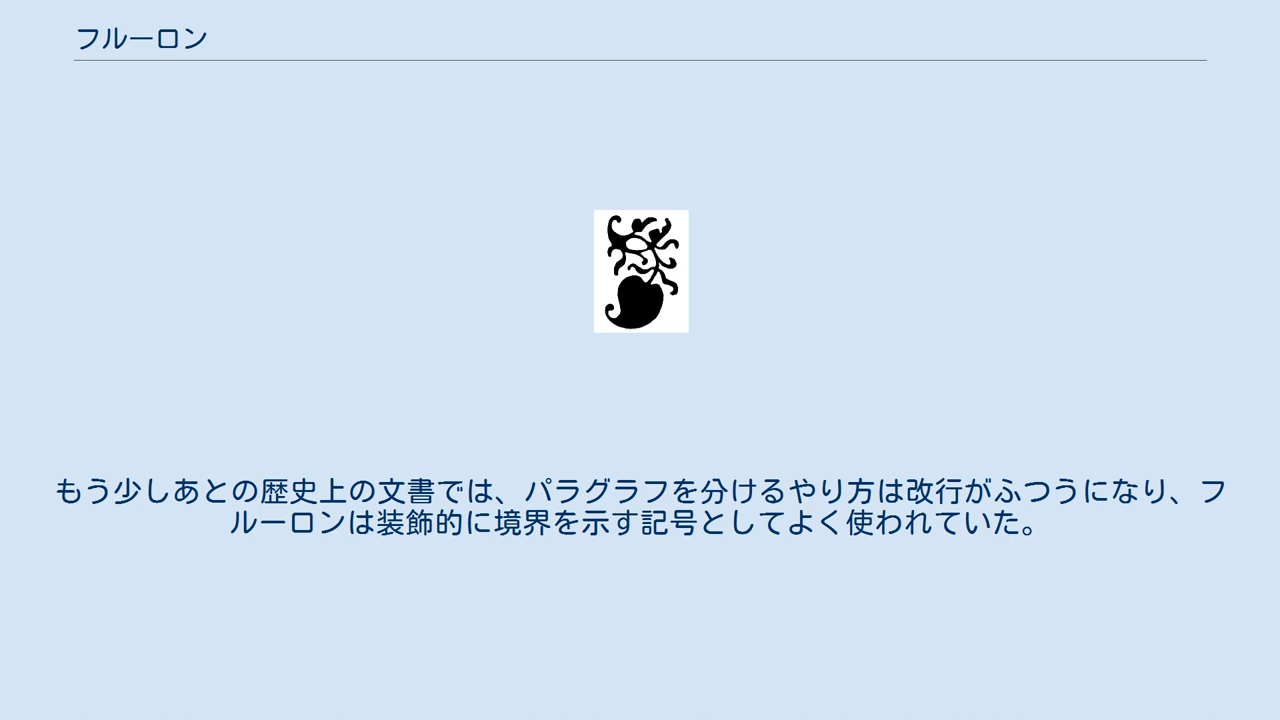 フルーロン
もう少しあとの歴史上の文書では、パラグラフを分けるやり方は改行がふつうになり、フ
ルーロンは装飾的に境界を示す記号としてよく使われていた。